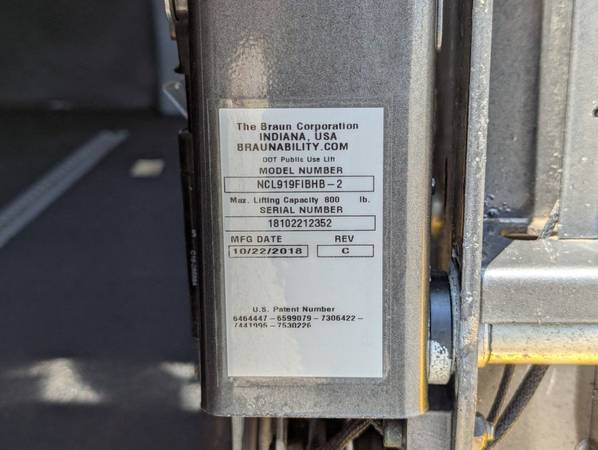 The Braun Corporation
INDIANA, USA
BRAUNABILITY.COM
DOT Public Use Lift
MODEL NUMBER
NCL919FIBHB-2
Max. Lifting Capacity 800 lb.
SERIAL NUMBER
18102212352
MFG DATE REV
10/22/2018 C
U.S. Patent Number
6464447-6599079-7306422-
7441995-7530226